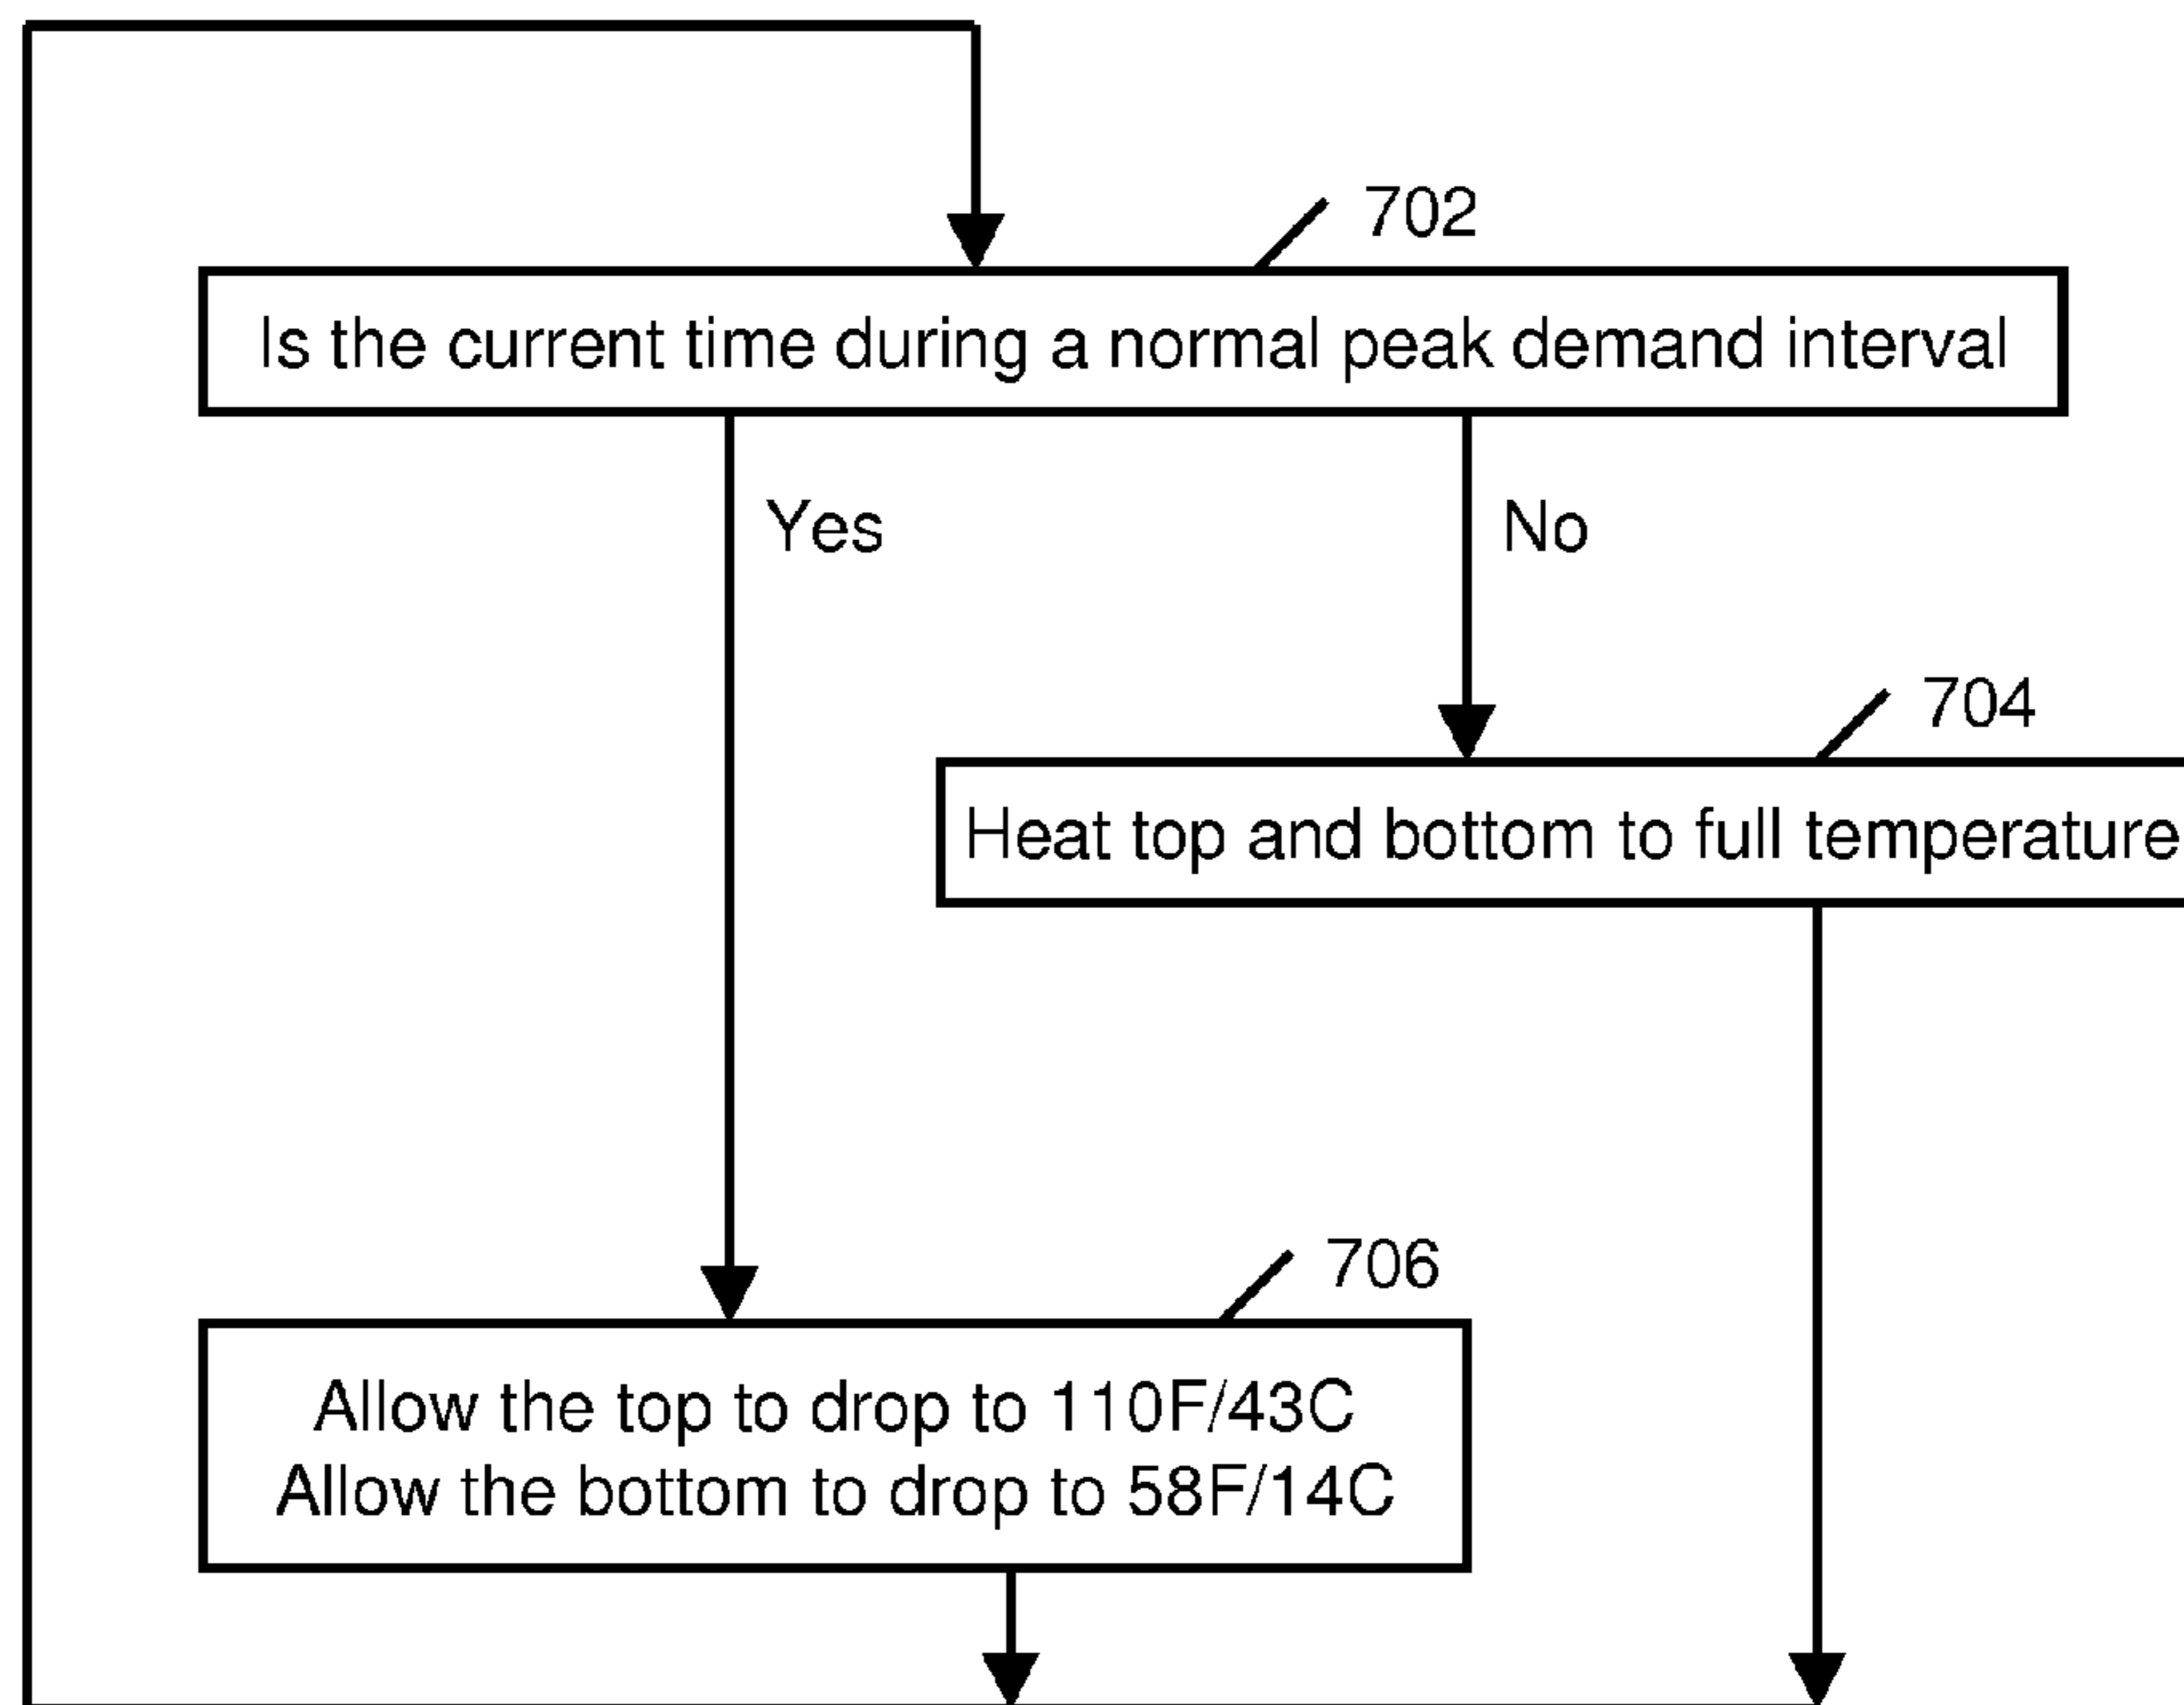 702
Is the current time during a normal peak demand interval
Yes
No
704
Heat top and bottom to full temperature
706
Allow the top to drop to 110F/43C
Allow the bottom to drop to 58F/14C